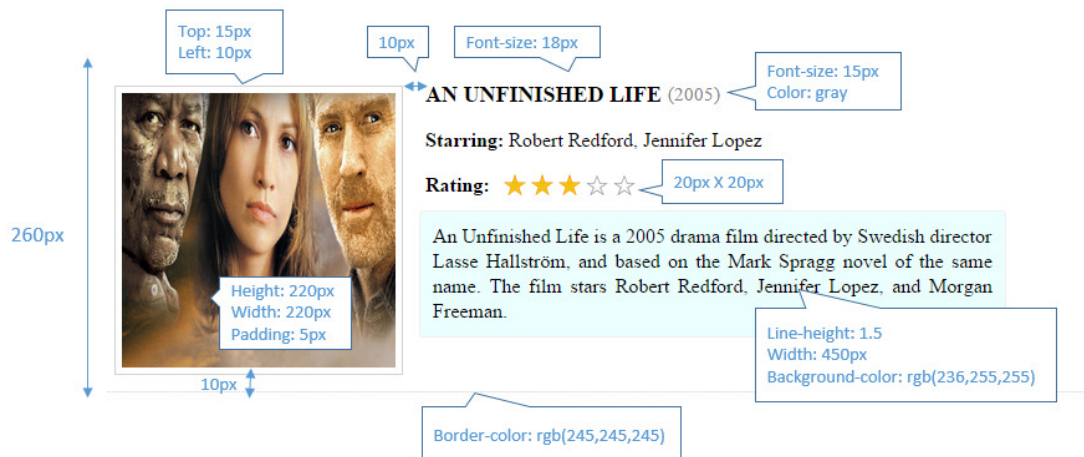 Top: 15px
Left: 10px
10px
Font-size: 18px
Font-size: 15px
Color: gray
AN UNFINISHED LIFE (2005)
Starring: Robert Redford, Jennifer Lopez
Rating:
20px X 20px
260px
An Unfinished Life is a 2005 drama film directed by Swedish director
Lasse Hallström, and based on the Mark Spragg novel of the same
name. The film stars Robert Redford, Jennifer Lopez, and Morgan
Freeman.
Height: 220px
Width: 220px
Padding: 5px
Line-height: 1.5
Width: 450px
Background-color: rgb(236,255,255)
10px
Border-color: rgb(245,245,245)